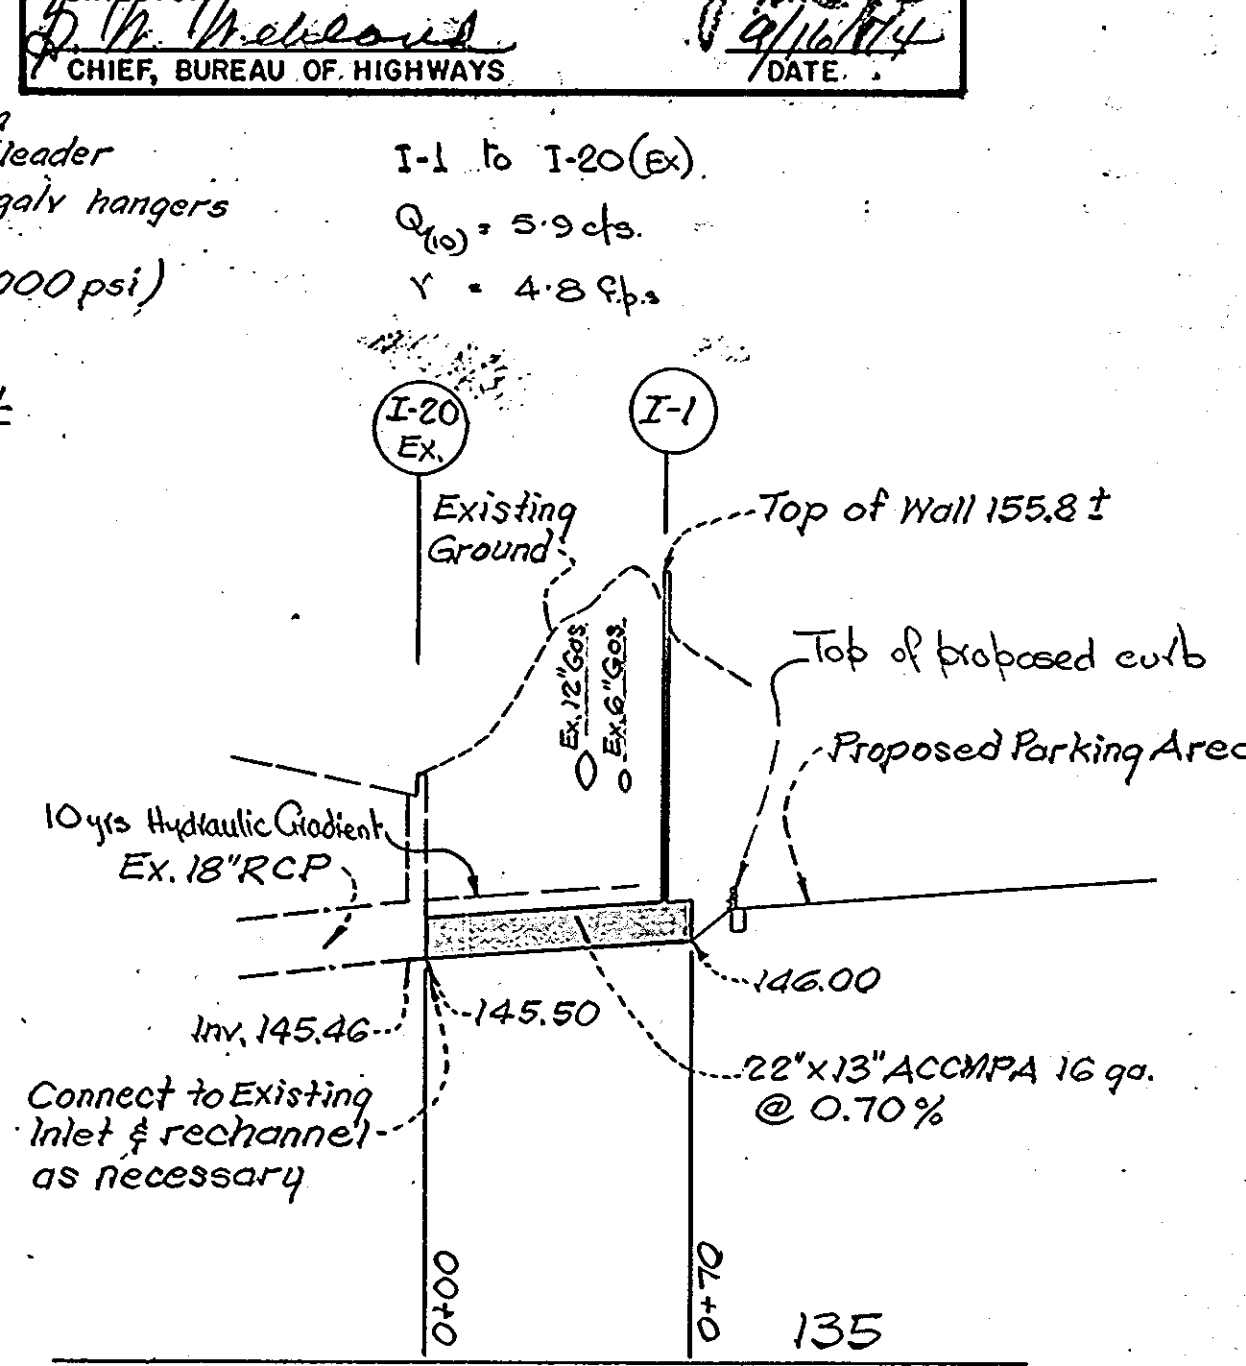 CHIEF, BUREAU OF HIGHWAYS
9/16/74
DATE
leader
galv hangers
000 psi)
I-1 to I-20(Ex).
Q(10) = 5.9 cfs.
V = 4.8 f.p.s
I-20
Ex.
I-1
Existing
Ground
Top of Wall 155.8 ±
Ex. 12" Gas
Ex. 6" Gas
Top of proposed curb
Proposed Parking Area
10 yrs Hydraulic Gradient
Ex. 18" RCP
146.00
145.50
Inv. 145.46
22"x13" ACCMPA 16 ga.
@ 0.70%
Connect to Existing
Inlet & rechannel
as necessary
0+00
0+70
135